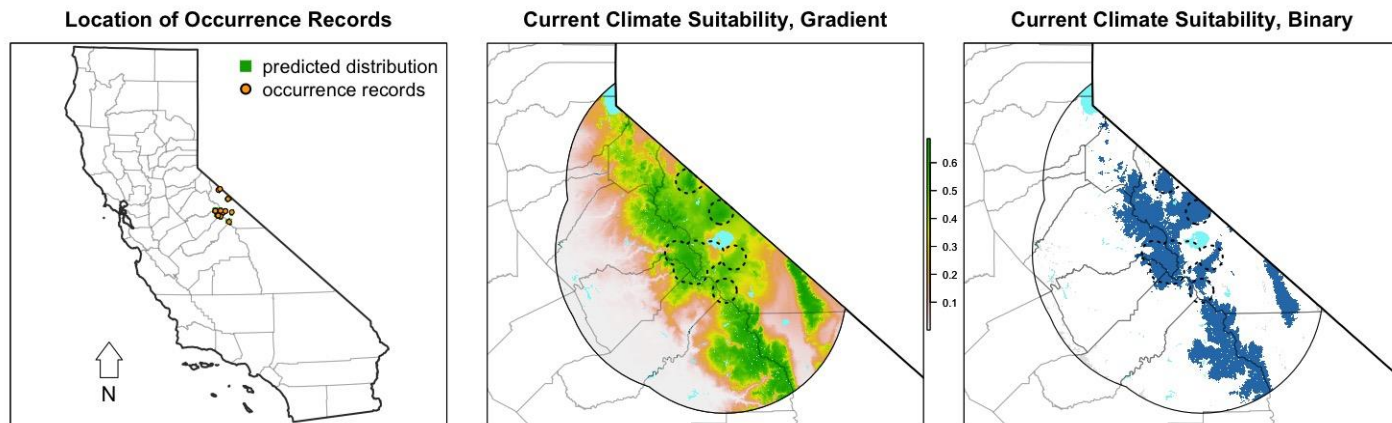 Location of Occurrence Records
predicted distribution
occurrence records
N
Current Climate Suitability, Gradient
0.6
0.5
0.4
0.3
0.2
0.1
Current Climate Suitability, Binary